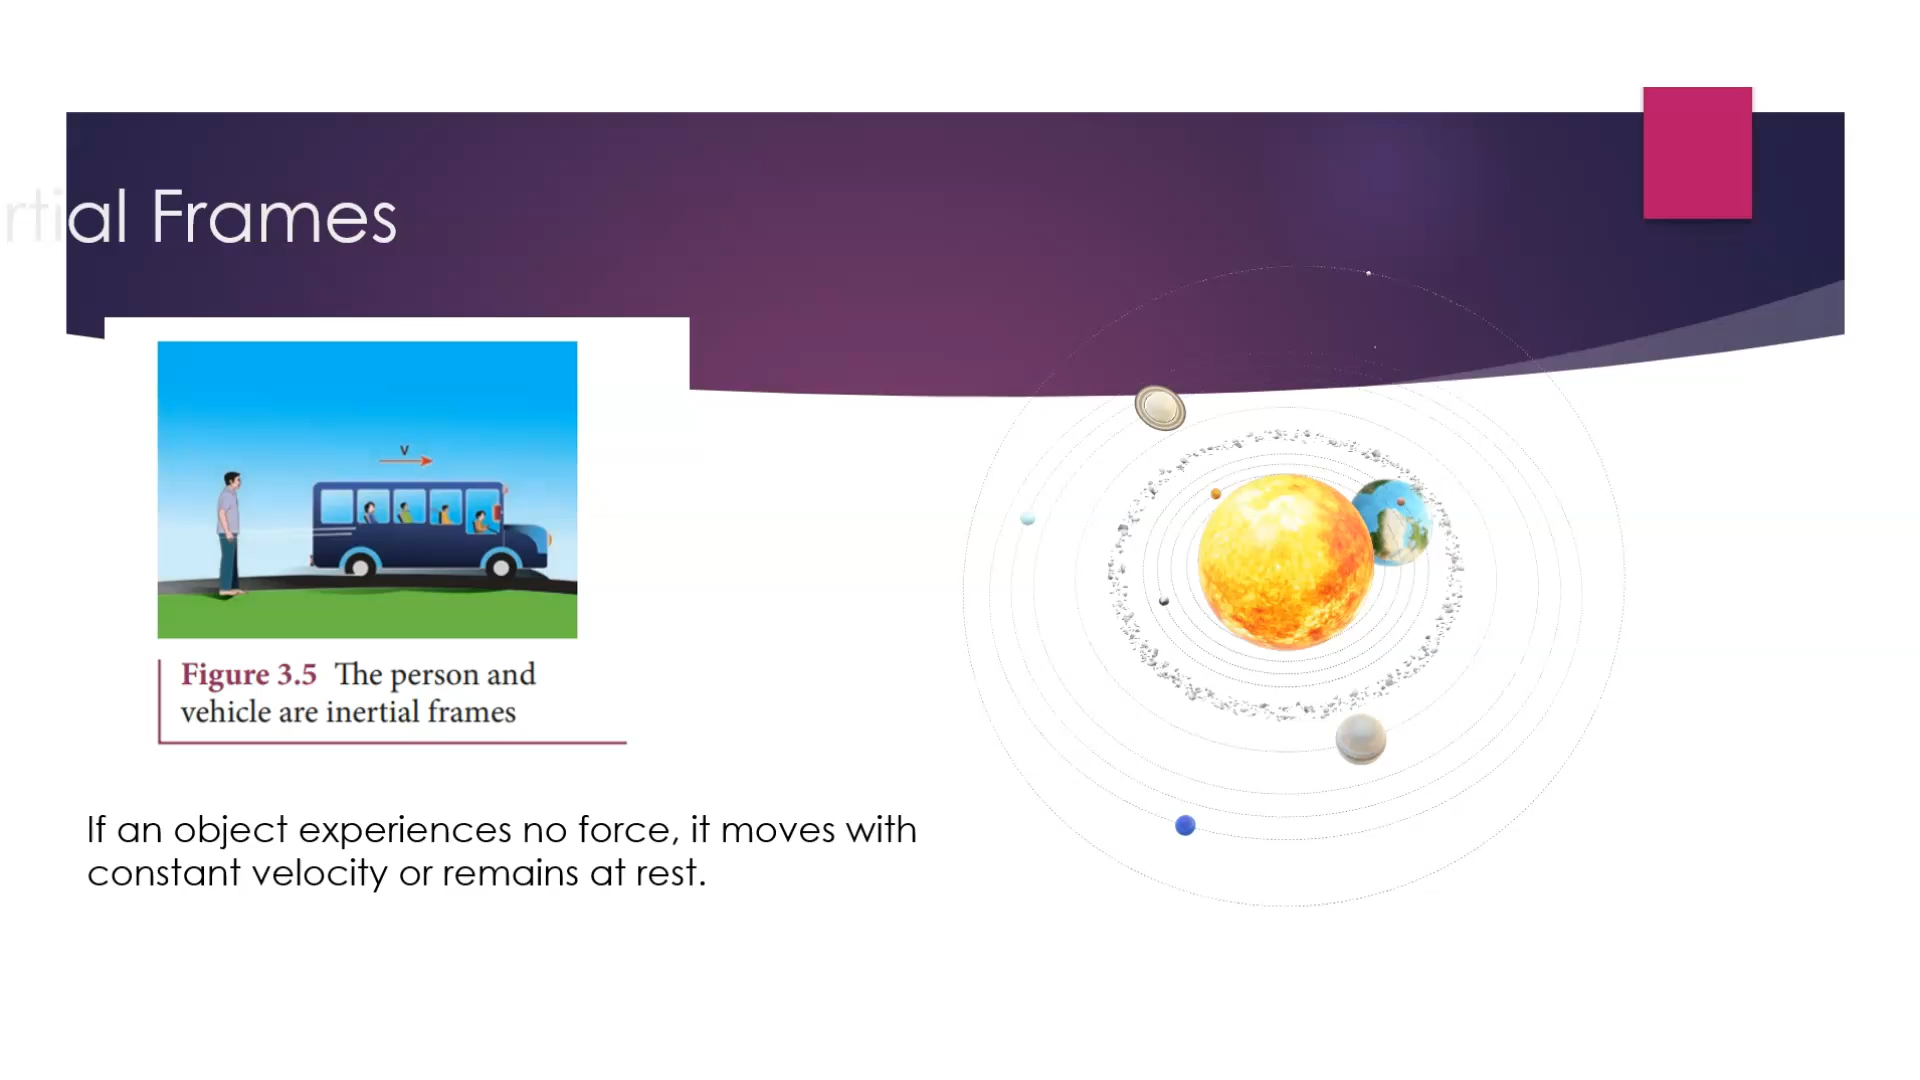 rtial Frames
v
Figure 3.5 The person and
vehicle are inertial frames
If an object experiences no force, it moves with
constant velocity or remains at rest.